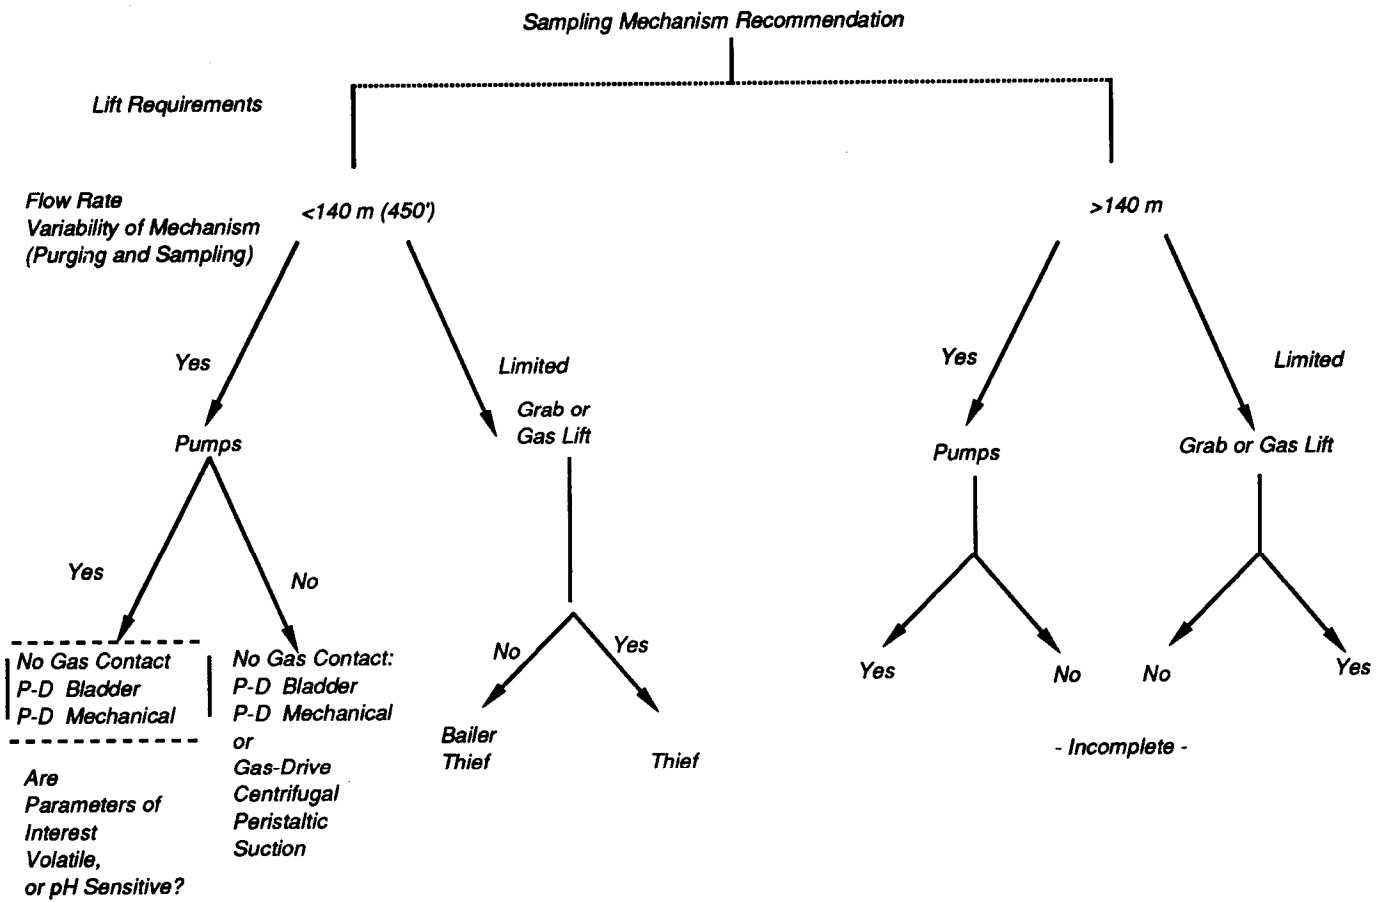 Sampling Mechanism Recommendation
Lift Requirements
Flow Rate
Variability of Mechanism
(Purging and Sampling)
<140 m (450')
>140 m
Yes
Limited
Yes
Limited
Pumps
Grab or
Gas Lift
Pumps
Grab or Gas Lift
Yes
No
No
Yes
Yes
No
No
Yes
No Gas Contact
P-D Bladder
P-D Mechanical
No Gas Contact:
P-D Bladder
P-D Mechanical
or
Gas-Drive
Centrifugal
Peristaltic
Suction
Bailer
Thief
Thief
- Incomplete -
Are
Parameters of
Interest
Volatile,
or pH Sensitive?